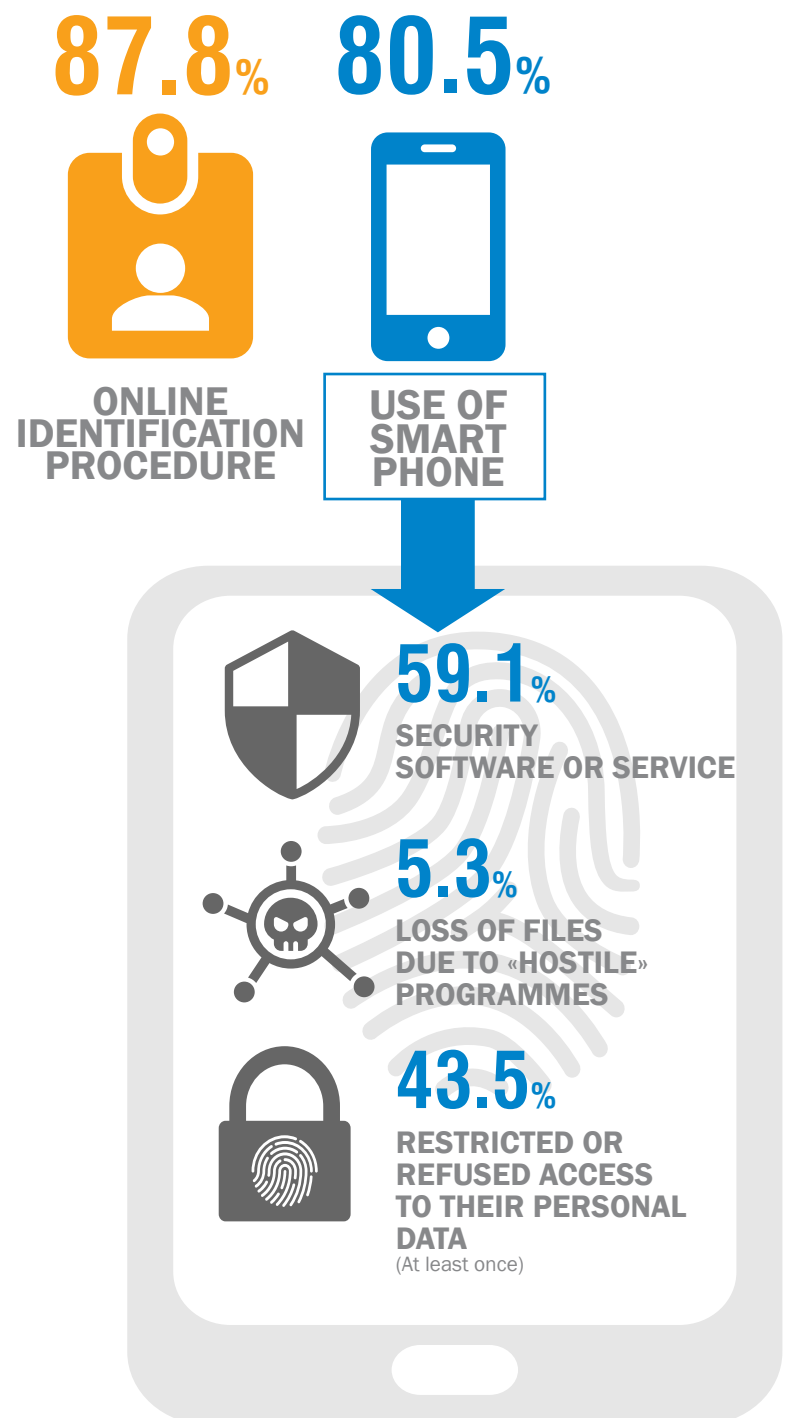 87.8%
80.5%
ONLINE
IDENTIFICATION
PROCEDURE
USE OF
SMART
PHONE
59.1%
SECURITY
SOFTWARE OR SERVICE
5.3%
LOSS OF FILES
DUE TO «HOSTILE»
PROGRAMMES
43.5%
RESTRICTED OR
REFUSED ACCESS
TO THEIR PERSONAL
DATA
(At least once)